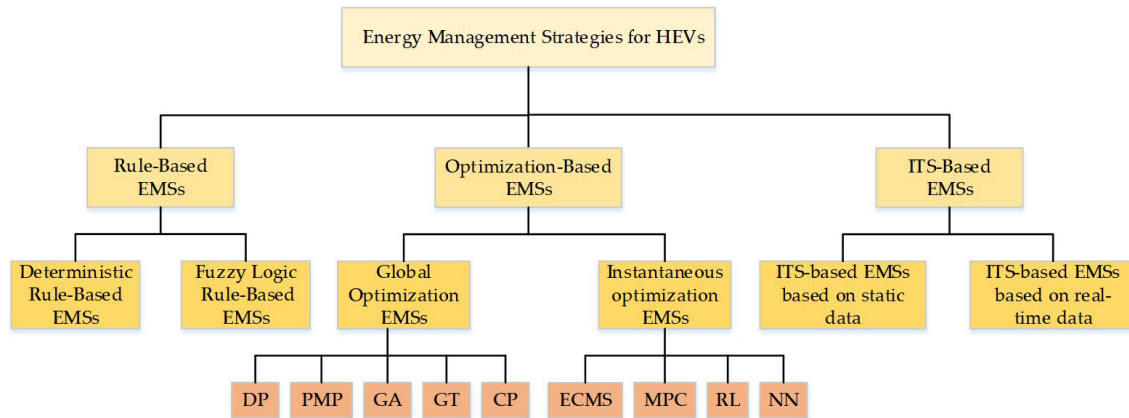 Energy Management Strategies for HEVs
Rule-Based
EMSs
Optimization-Based
EMSs
ITS-Based
EMSs
Deterministic
Rule-Based
EMSs
Fuzzy Logic
Rule-Based
EMSs
Global
Optimization
EMSs
Instantaneous
optimization
EMSs
ITS-based EMSs
based on static
data
ITS-based EMSs
based on real-
time data
DP
PMP
GA
GT
CP
ECMS
MPC
RL
NN